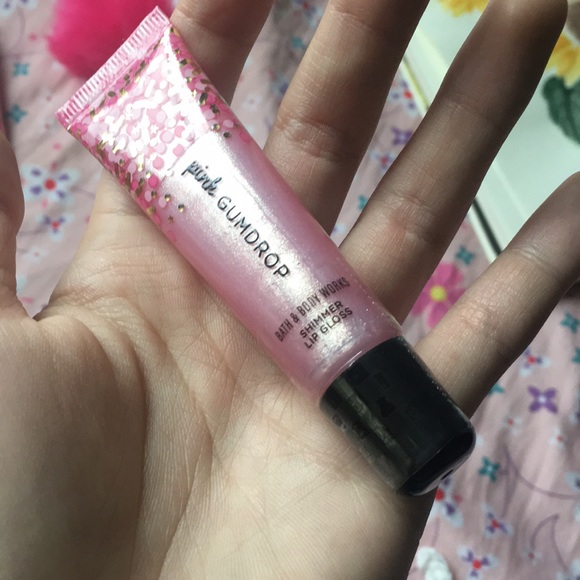 pink GUMDROP
BATH & BODY WORKS
SHIMMER
LIP GLOSS